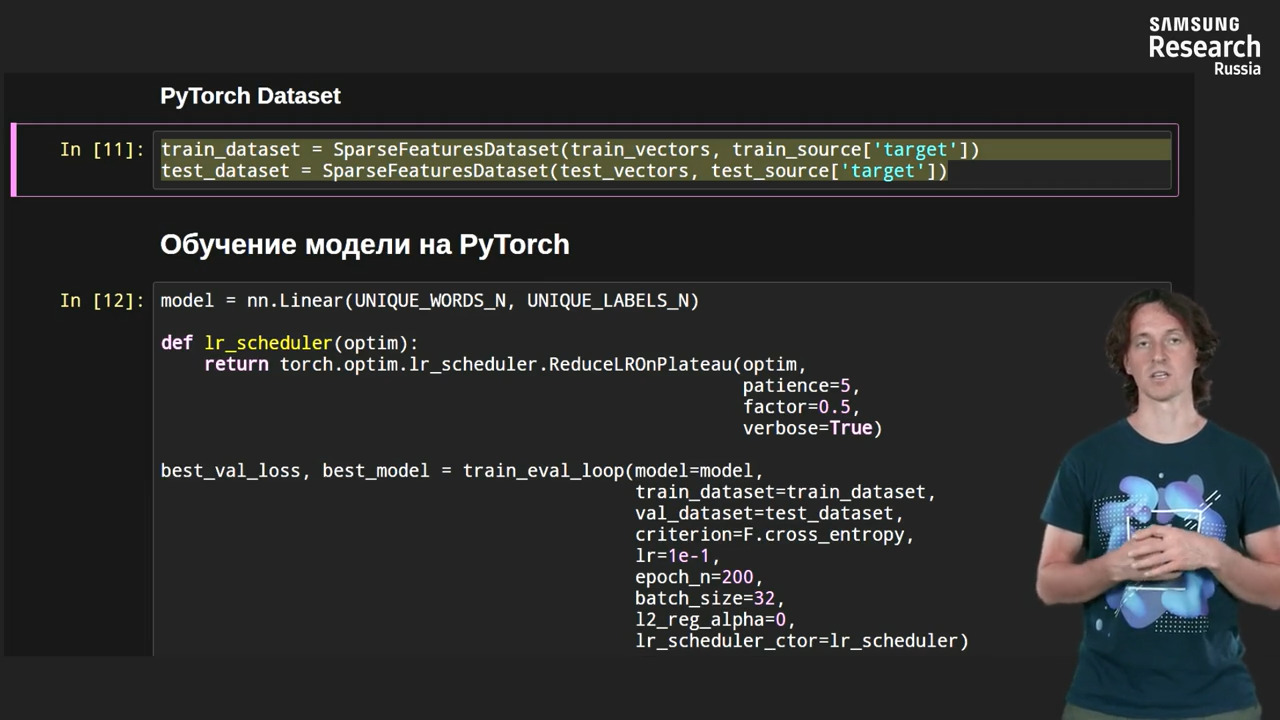 SAMSUNG
Research
Russia
PyTorch Dataset
In [11]: train_dataset = SparseFeaturesDataset(train_vectors, train_source['target'])
test_dataset = SparseFeaturesDataset(test_vectors, test_source['target'])
Обучение модели на PyTorch
In [12]: model = nn.Linear(UNIQUE_WORDS_N, UNIQUE_LABELS_N)
def lr_scheduler(optim):
    return torch.optim.lr_scheduler.ReduceLROnPlateau(optim,
patience=5,
factor=0.5,
verbose=True)
best_val_loss, best_model = train_eval_loop(model=model,
train_dataset=train_dataset,
val_dataset=test_dataset,
criterion=F.cross_entropy,
lr=1e-1,
epoch_n=200,
batch_size=32,
l2_reg_alpha=0,
lr_scheduler_ctor=lr_scheduler)